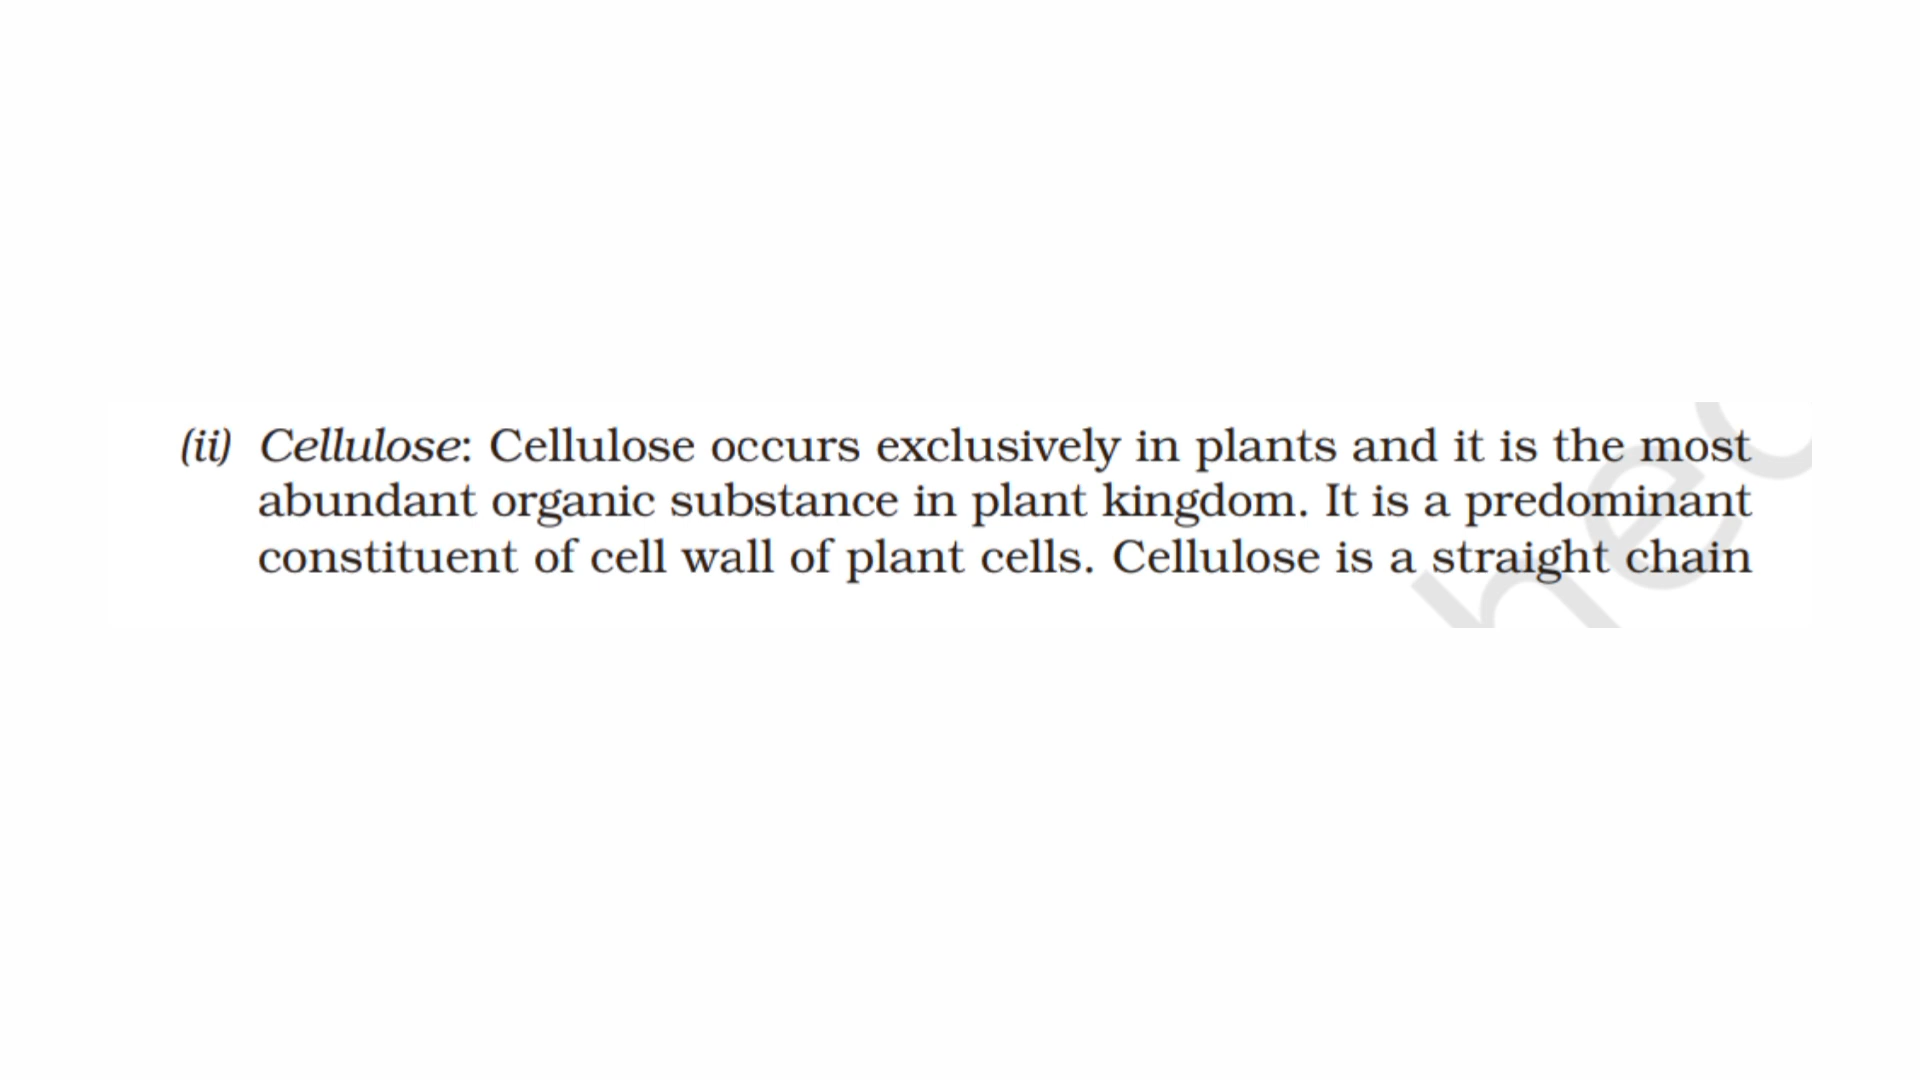 (ii) Cellulose: Cellulose occurs exclusively in plants and it is the most
abundant organic substance in plant kingdom. It is a predominant
constituent of cell wall of plant cells. Cellulose is a straight chain